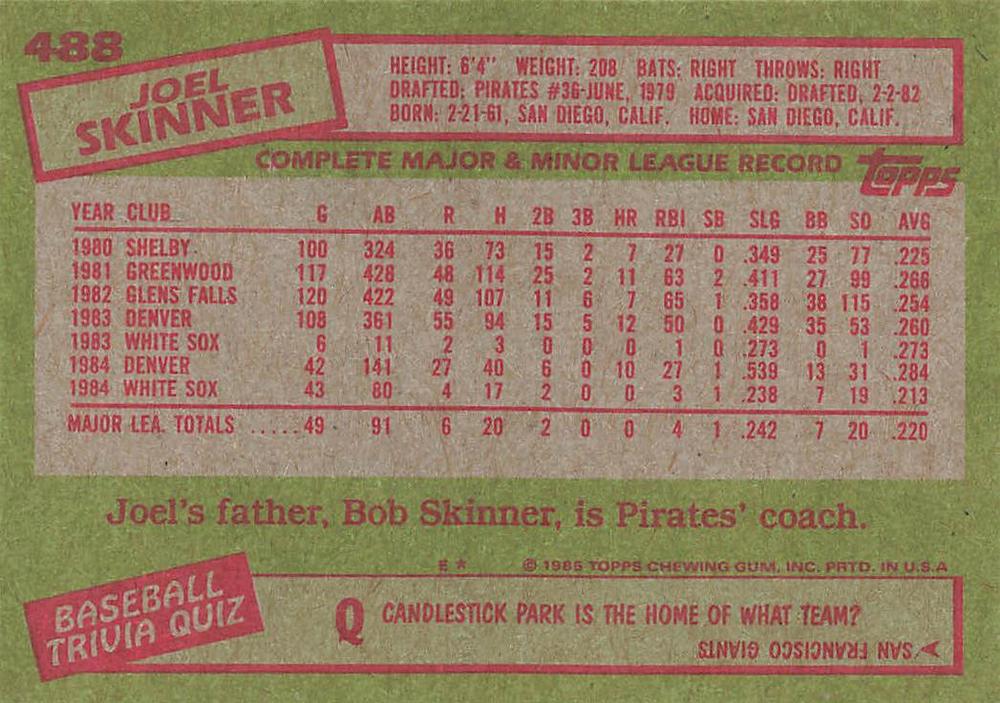 488
JOEL
SKINNER
HEIGHT: 6'4" WEIGHT: 208 BATS: RIGHT THROWS: RIGHT
DRAFTED: PIRATES #36-JUNE, 1979 ACQUIRED: DRAFTED, 2-2-82
BORN: 2-21-61, SAN DIEGO, CALIF. HOME: SAN DIEGO, CALIF.
COMPLETE MAJOR & MINOR LEAGUE RECORD topps
YEAR CLUB G AB R H 2B 3B HR RBI SB SLG BB SO AVG
1980 SHELBY 100 324 36 73 15 2 7 27 0 .349 25 77 .225
1981 GREENWOOD 117 428 48 114 25 2 11 63 2 .411 27 99 .266
1982 GLENS FALLS 120 422 49 107 11 6 7 65 1 .358 38 115 .254
1983 DENVER 108 361 55 94 15 5 12 50 0 .429 35 53 .260
1983 WHITE SOX 6 11 2 3 0 0 0 1 0 .273 0 1 .273
1984 DENVER 42 141 27 40 6 0 10 27 1 .539 13 31 .284
1984 WHITE SOX 43 80 4 17 2 0 0 3 1 .238 7 19 .213
MAJOR LEA. TOTALS .....49 91 6 20 2 0 0 4 1 .242 7 20 .220
Joel's father, Bob Skinner, is Pirates' coach.
E * © 1985 TOPPS CHEWING GUM, INC. PRTD. IN U.S.A
BASEBALL
TRIVIA QUIZ
Q CANDLESTICK PARK IS THE HOME OF WHAT TEAM?
A SAN FRANCISCO GIANTS